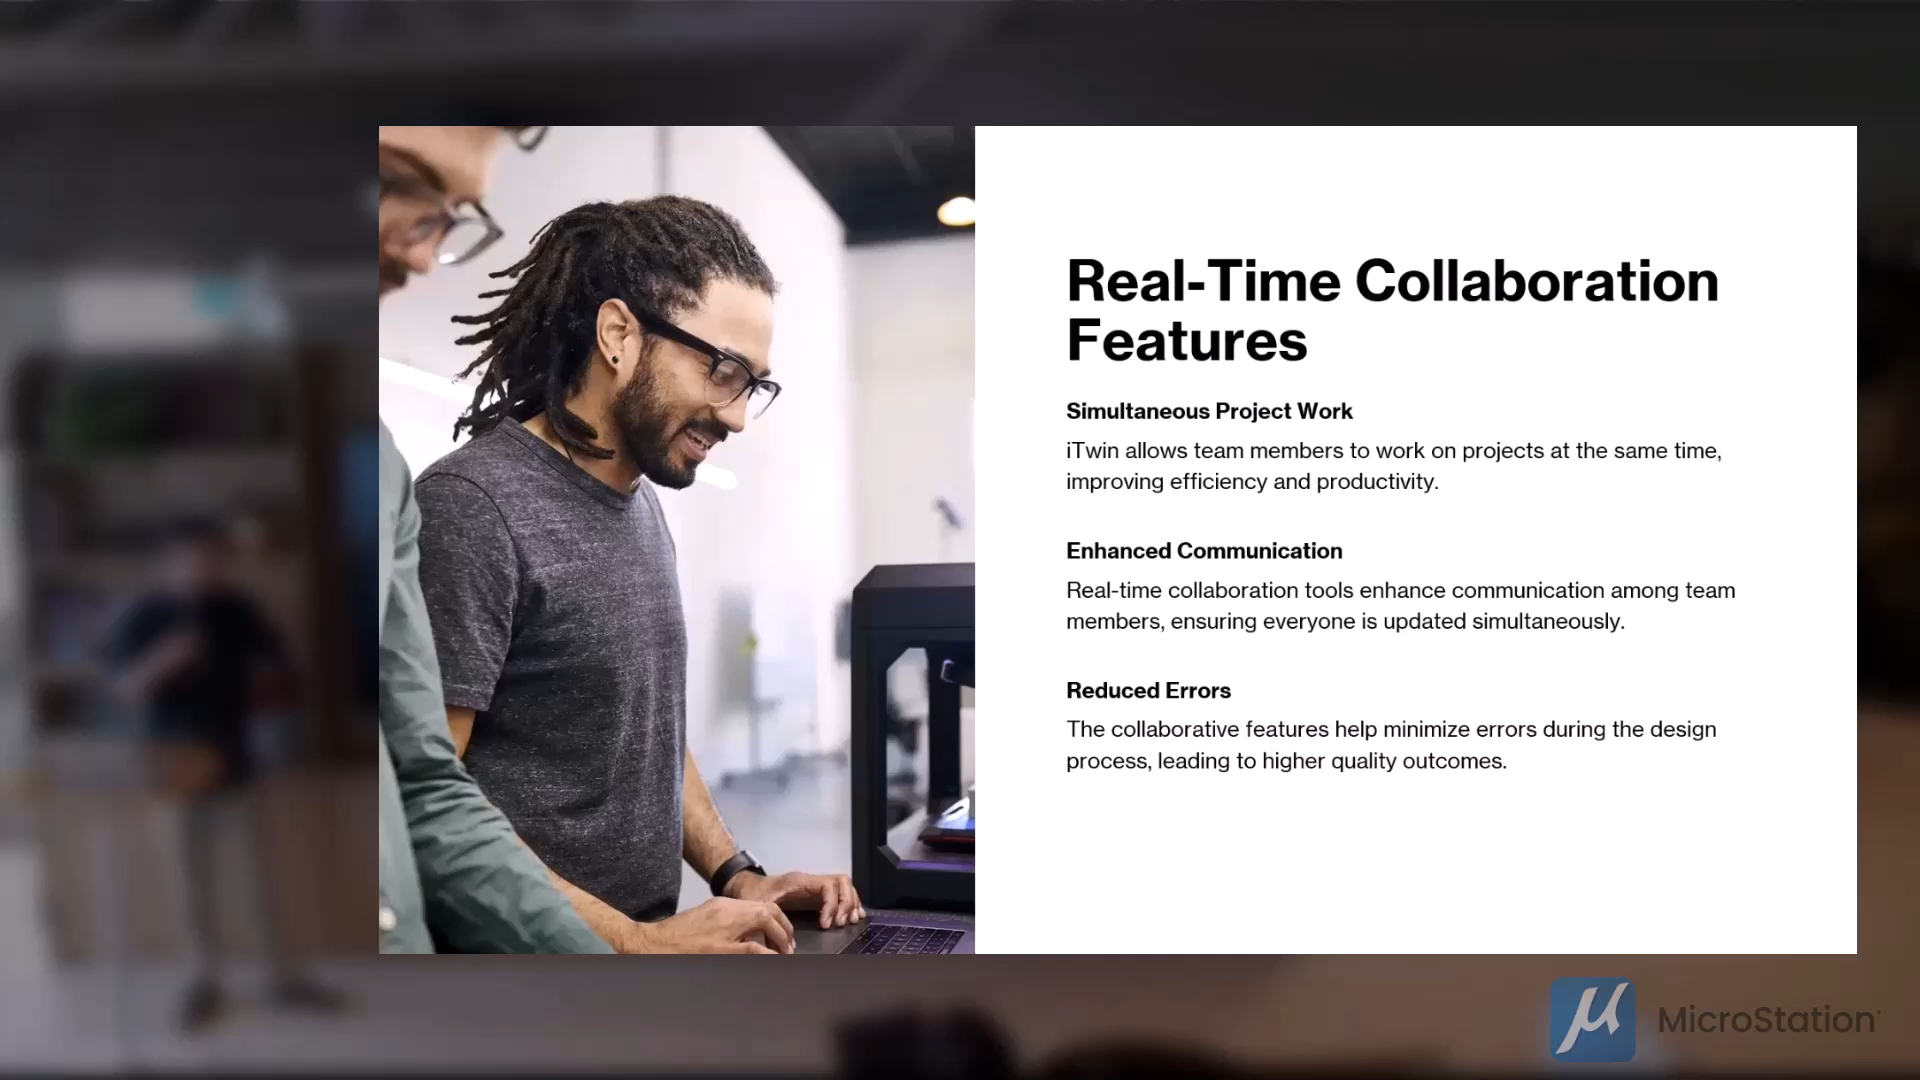 Real-Time Collaboration
Features
Simultaneous Project Work
iTwin allows team members to work on projects at the same time,
improving efficiency and productivity.
Enhanced Communication
Real-time collaboration tools enhance communication among team
members, ensuring everyone is updated simultaneously.
Reduced Errors
The collaborative features help minimize errors during the design
process, leading to higher quality outcomes.
MicroStation